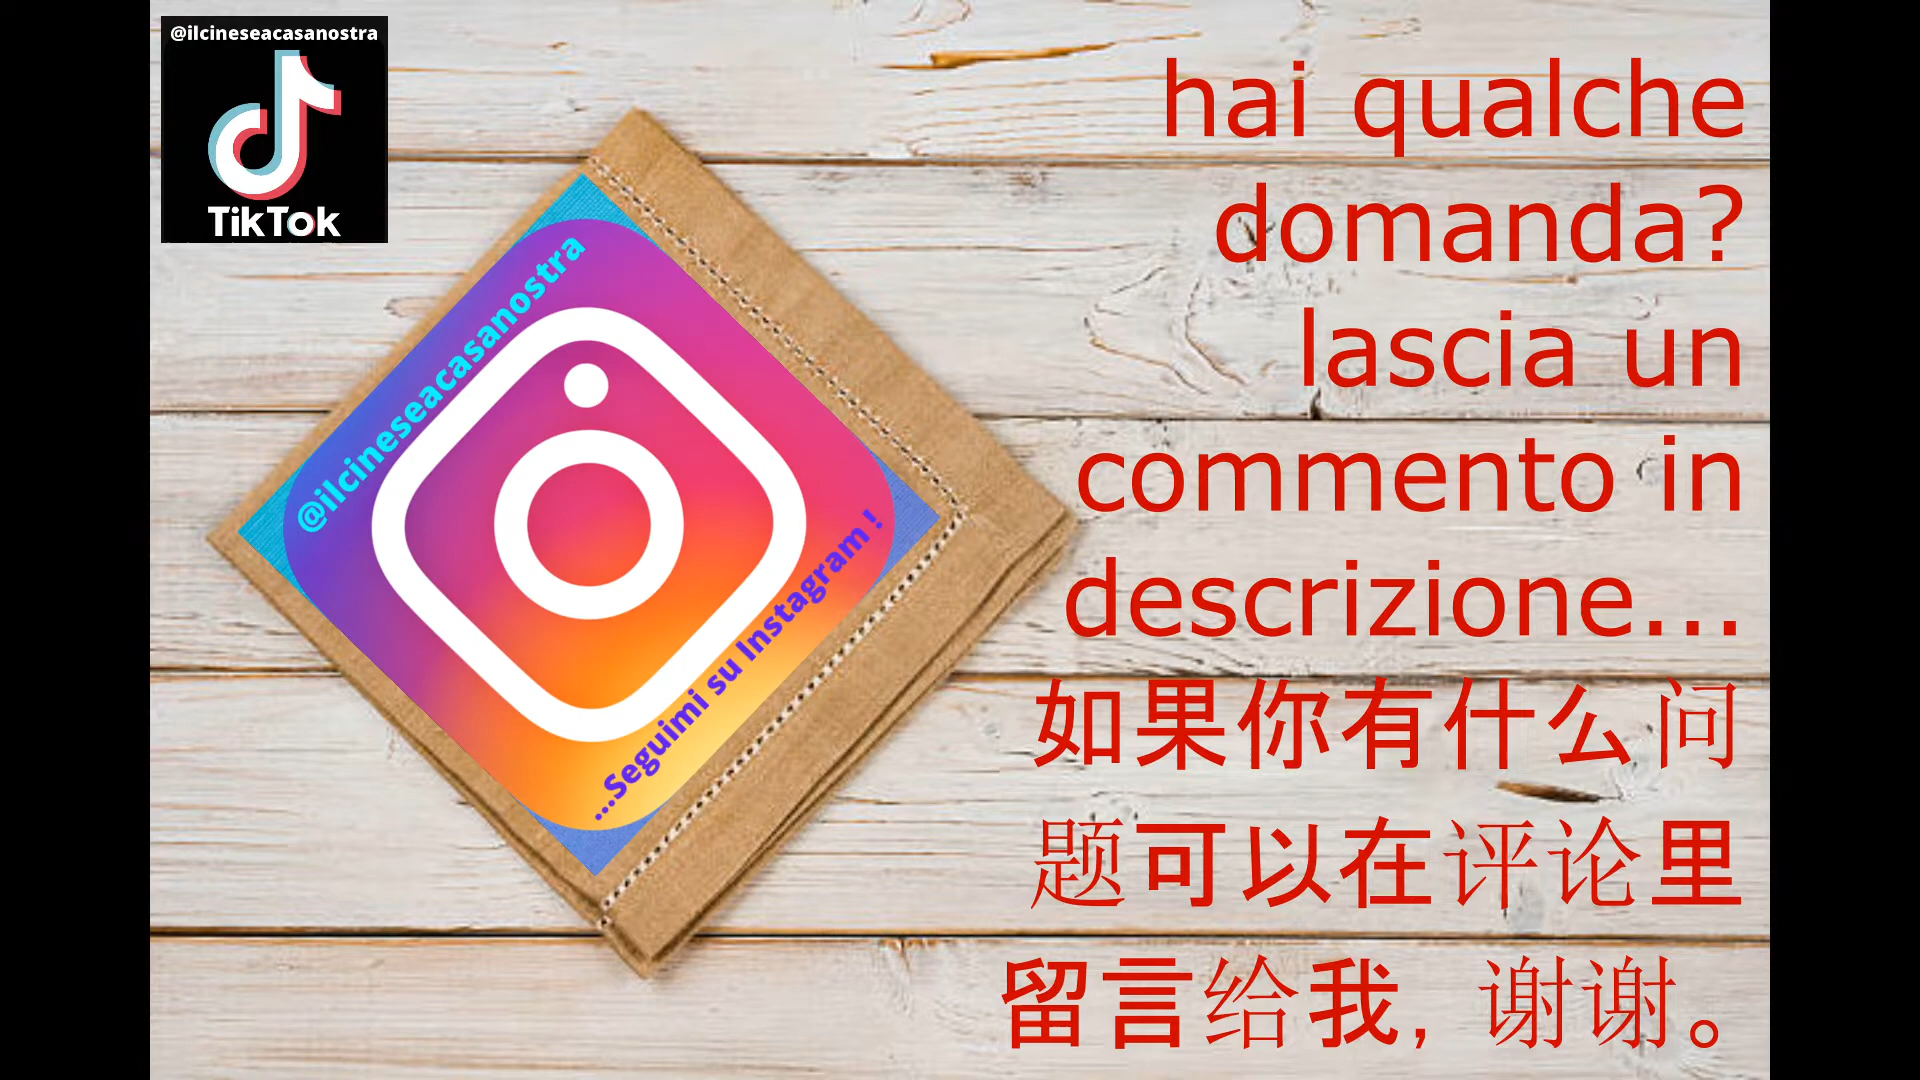 @ilcineseacasanostra
TikTok
@ilcineseacasanostra
...Seguimi su Instagram !
hai qualche
domanda?
lascia un
commento in
descrizione...
如果你有什么问
题可以在评论里
留言给我，谢谢。